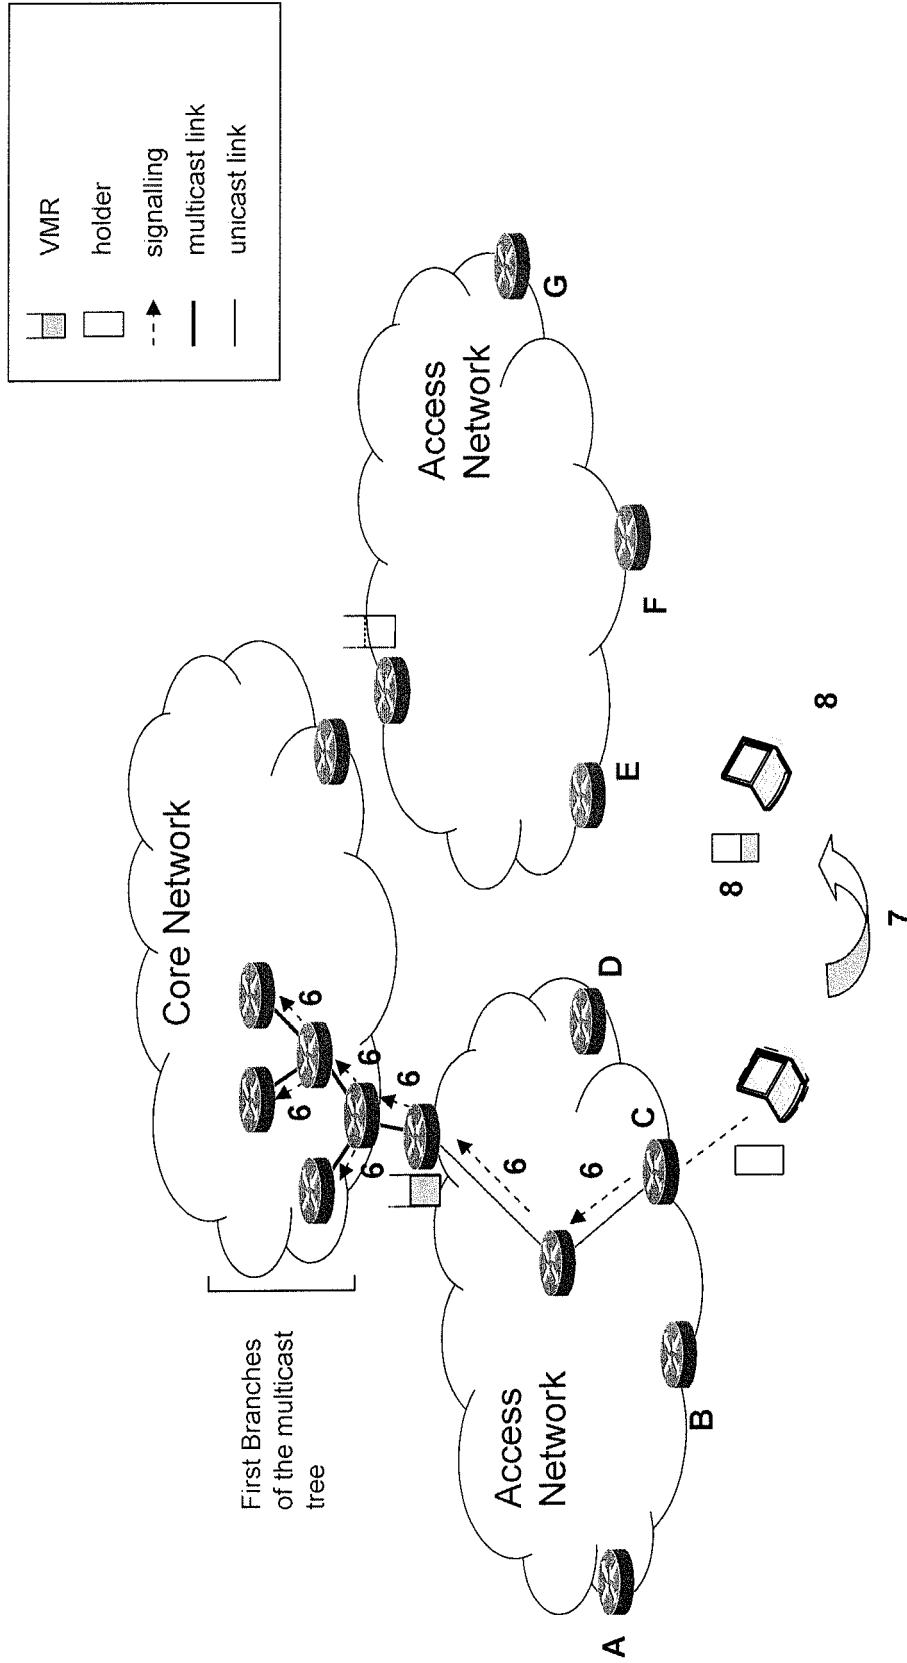 VMR
holder
signalling
multicast link
unicast link
Core Network
First Branches
of the multicast
tree
6
6
6
6
6
6
6
Access
Network
Access
Network
A
B
C
D
E
F
G
7
8
8